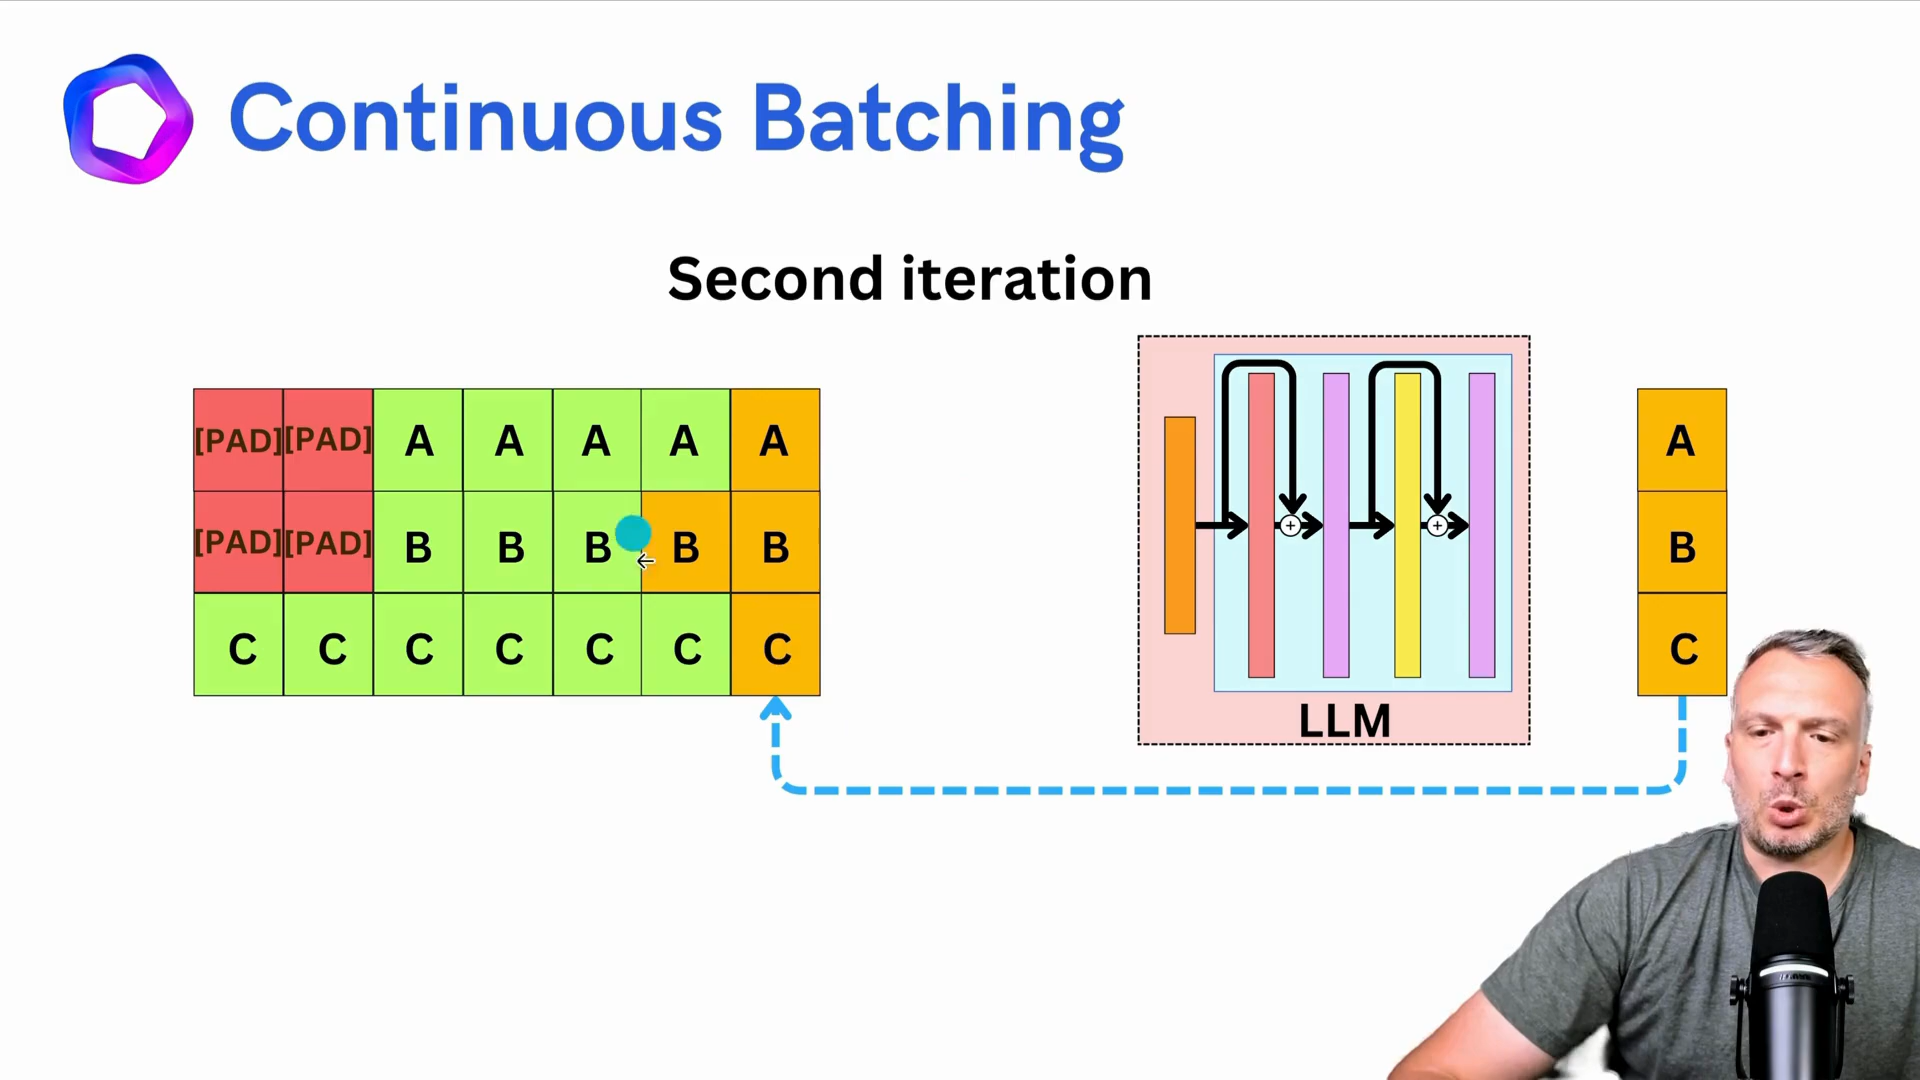 Continuous Batching
Second iteration
[PAD] [PAD] A A A A A
[PAD] [PAD] B B B B B
C C C C C C C
LLM
A
B
C